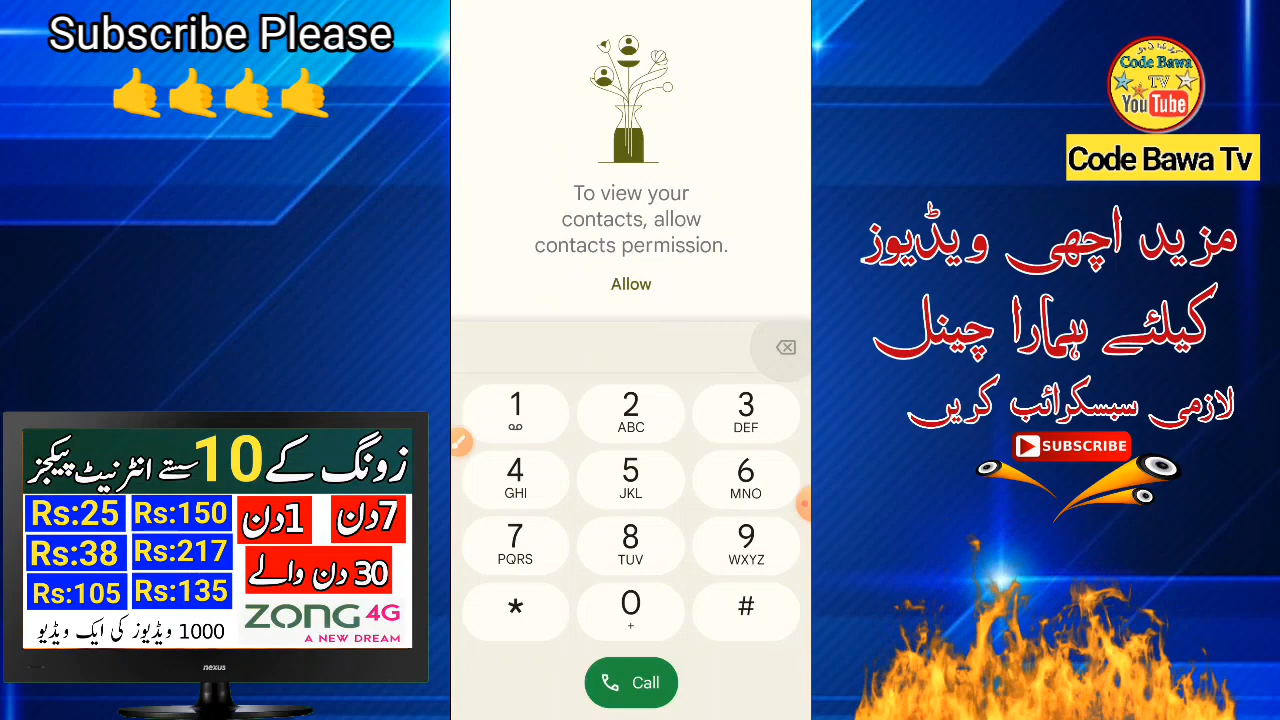 Subscribe Please
زونگ کے 10 سستے انٹرنیٹ پیکجز
Rs:25
Rs:150
1دن
7دن
Rs:38
Rs:217
30 دن والے
Rs:105
Rs:135
ZONG 4G
A NEW DREAM
1000 ویڈیوز کی ایک ویڈیو
nexus
To view your
contacts, allow
contacts permission.
Allow
1
2
ABC
3
DEF
4
GHI
5
JKL
6
MNO
7
PQRS
8
TUV
9
WXYZ
*
0
+
#
Call
Code Bawa
TV
YouTube
Code Bawa Tv
مزید اچھی ویڈیوز
کیلئے ہمارا چینل
لازمی سبسکرائب کریں
SUBSCRIBE